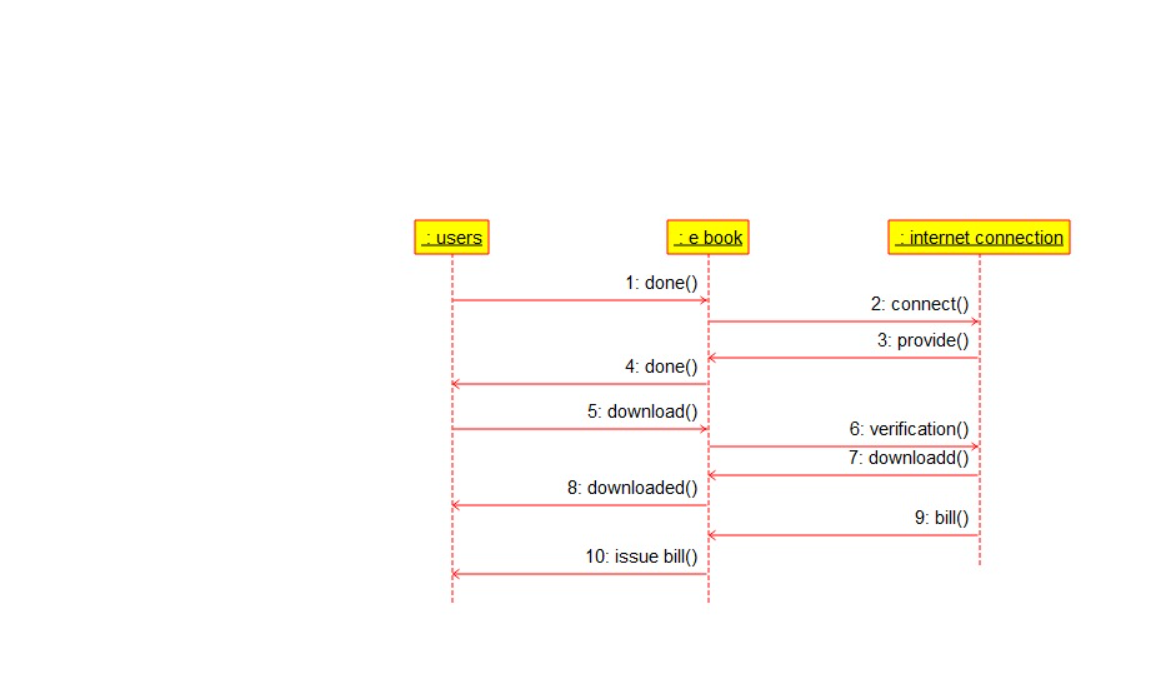 : users
: e book
: internet connection
1: done()
2: connect()
3: provide()
4: done()
5: download()
6: verification()
7: downloadd()
8: downloaded()
9: bill()
10: issue bill()